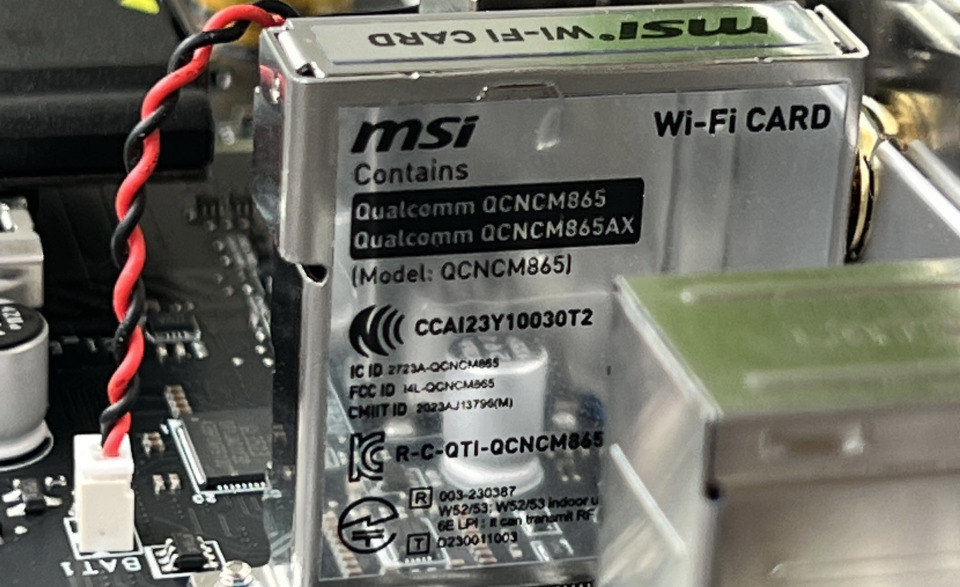 msi WI-FI CARD
msi
Wi-Fi CARD
Contains
Qualcomm QCNCM865
Qualcomm QCNCM865AX
(Model: QCNCM865)
CCAI23Y10030T2
IC ID 2723A-QCNCM865
FCC ID J4L-QCNCM865
CMIIT ID 2023AJ13796(M)
R-C-QTI-QCNCM865
R 003-230387
W52/53; W52/53 indoor u
6E LPI : it can transmit RF
T D230011003
BAT1